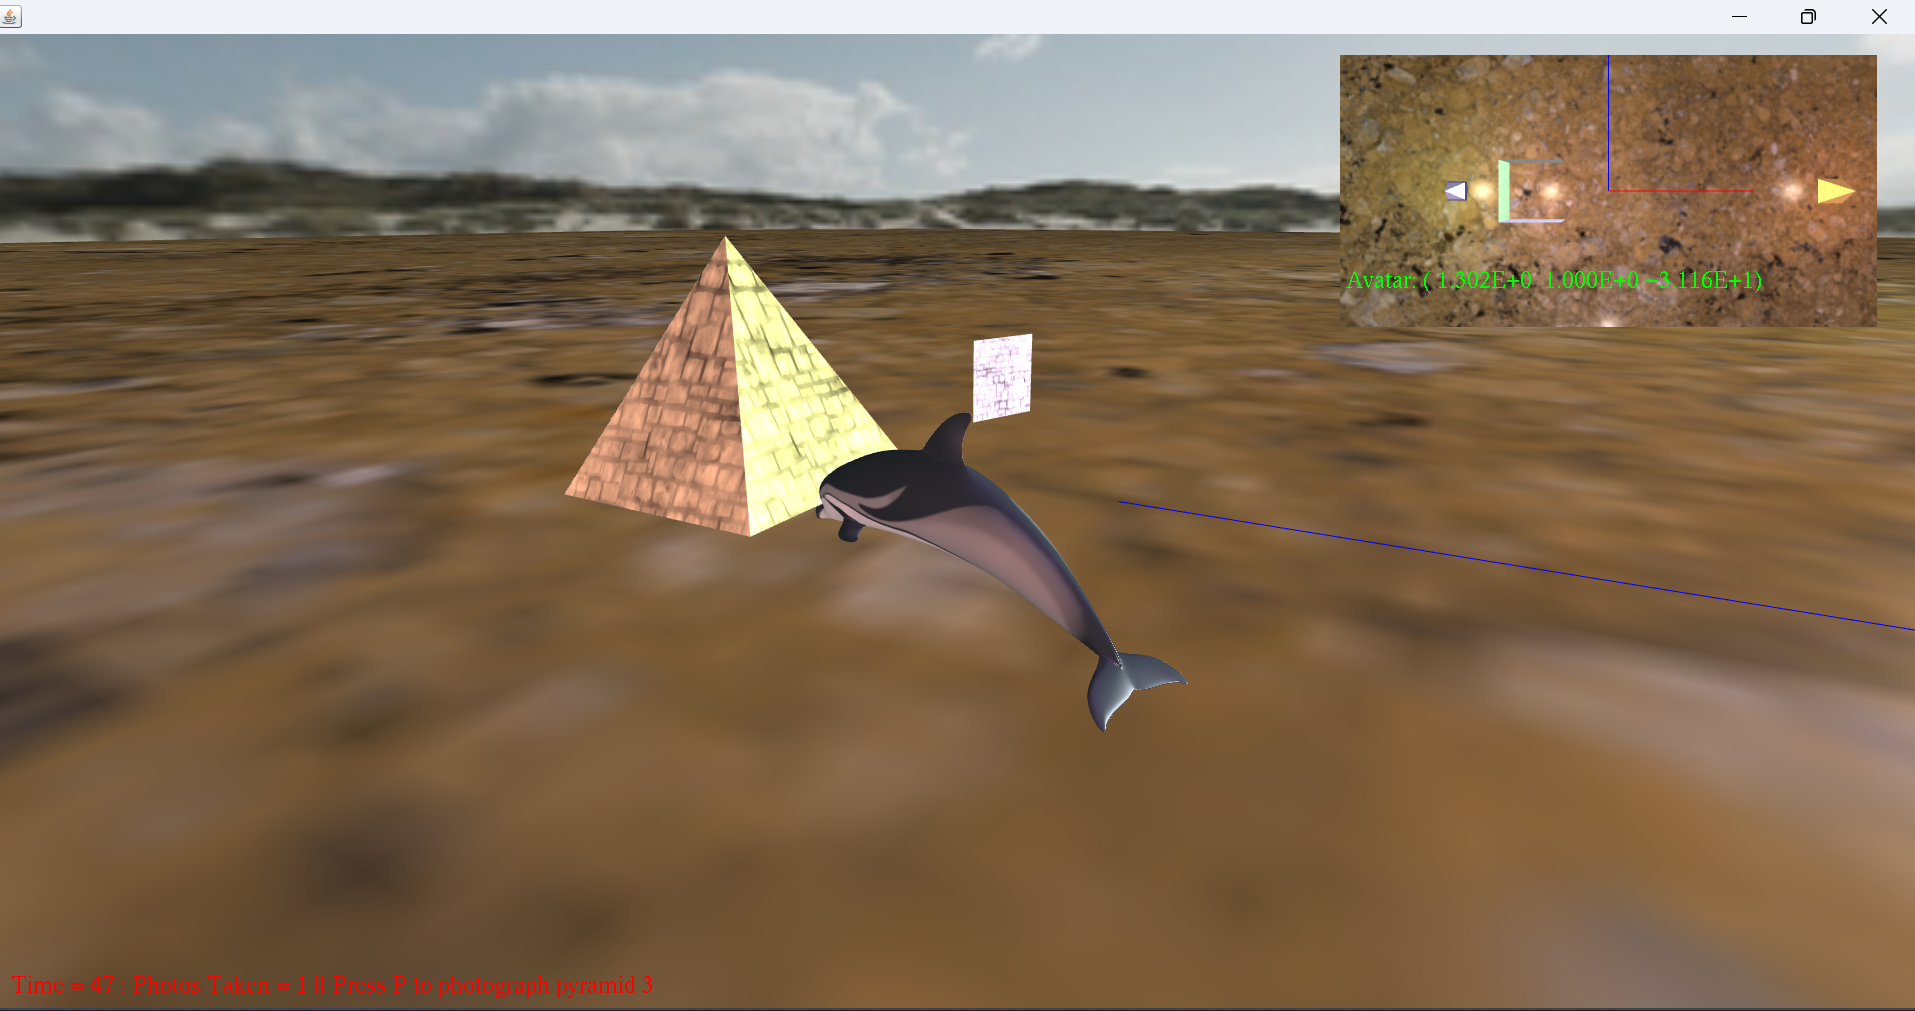 Avatar: ( 1.302E+0  1.000E+0 -3.116E+1)
Time = 47 : Photos Taken = 1 || Press P to photograph pyramid 3